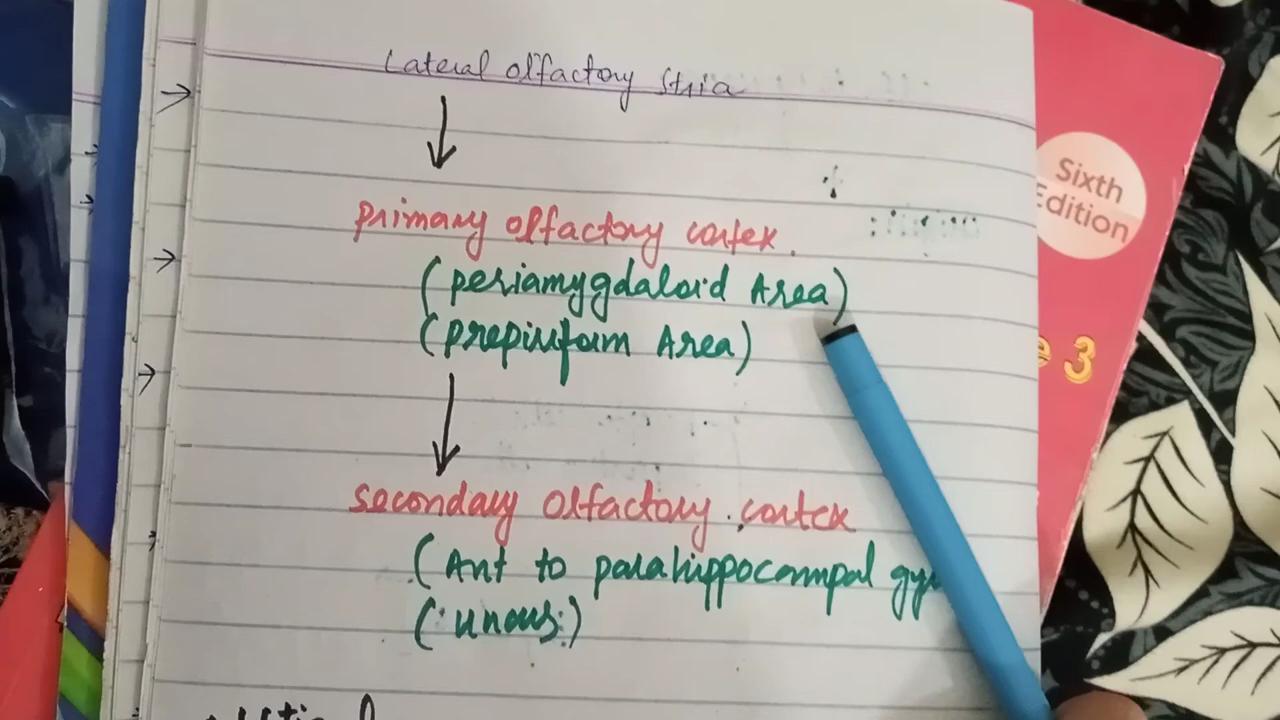 Lateral olfactory stria
primary olfactory cortex.
(periamygdaloid Area)
(prepiriform Area)
secondary olfactory cortex
(Ant to parahippocampal
(uncus)
Sixth
Edition
3